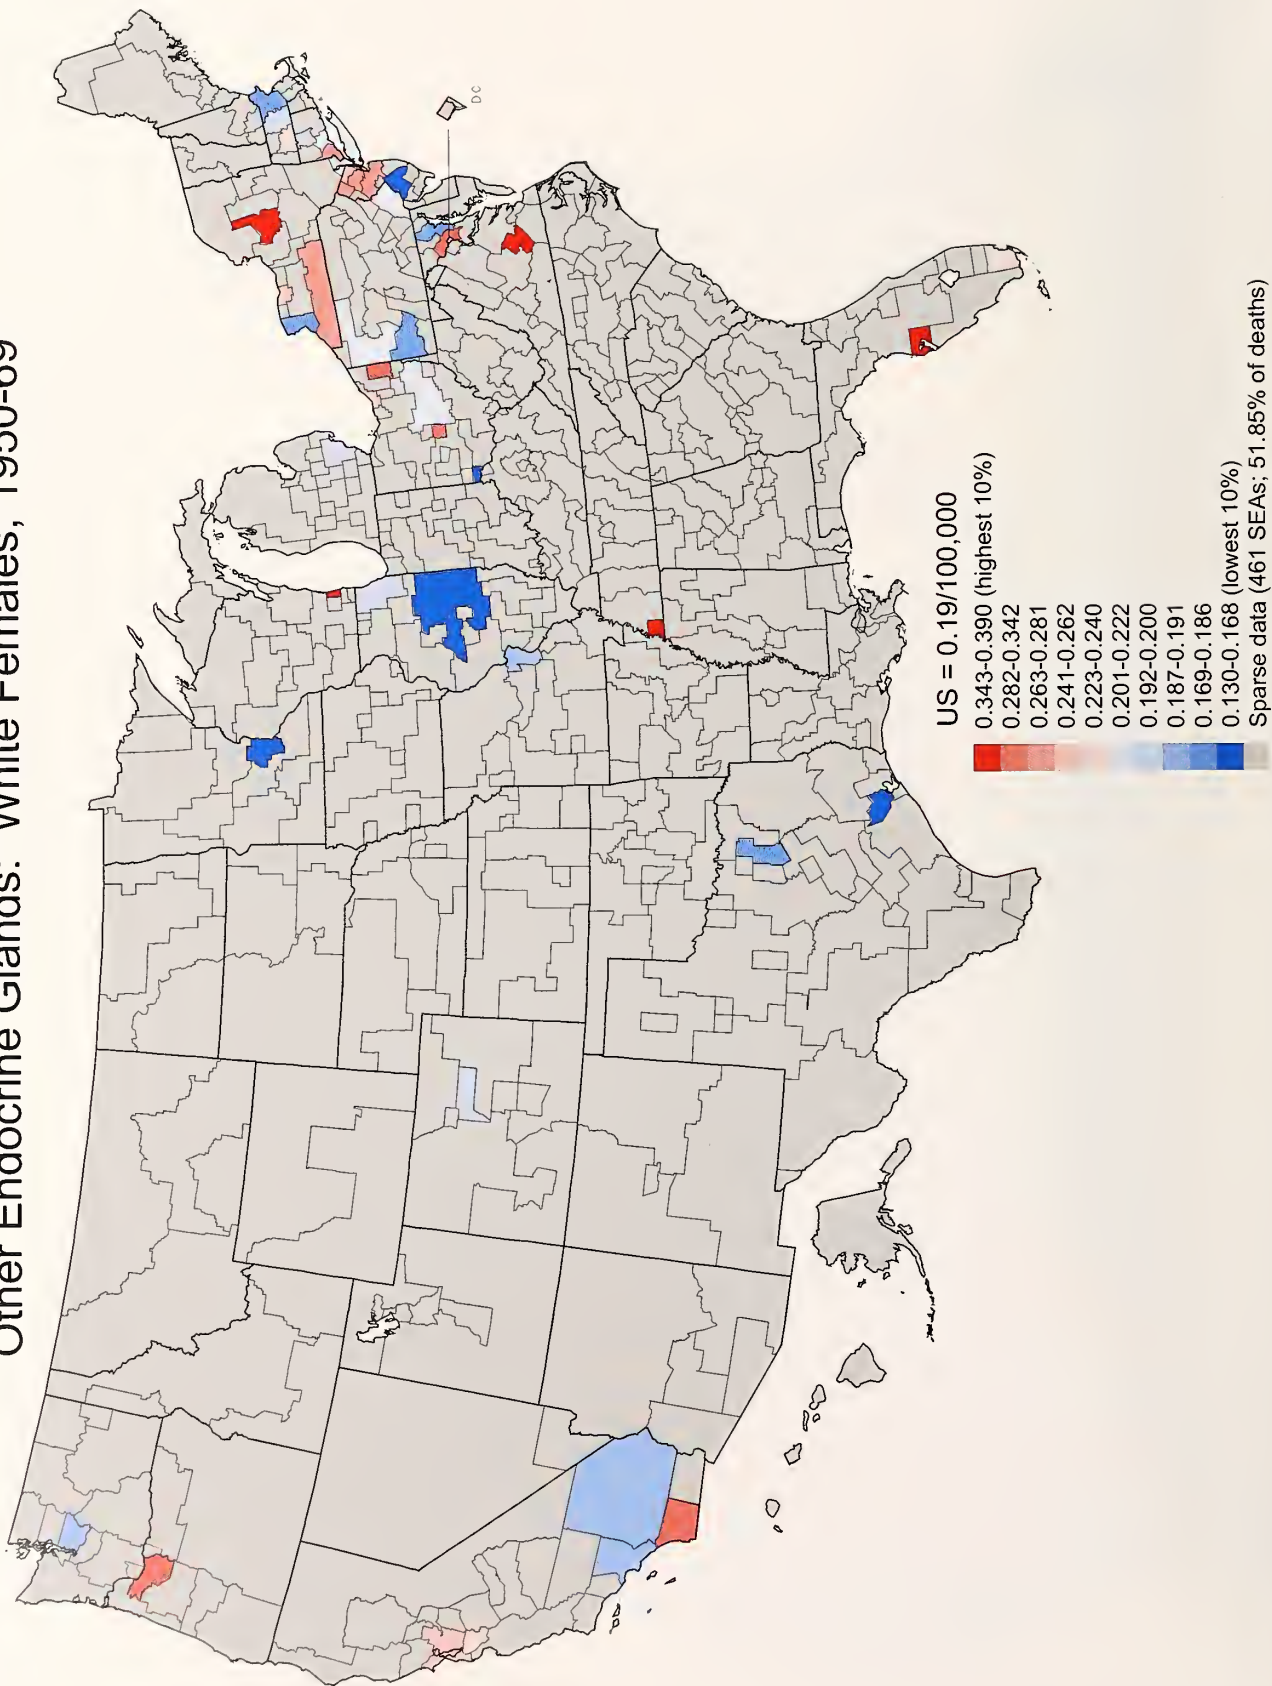 Other Endocrine Glands: White Females, 1950-69
DC
US = 0.19/100,000
0.343-0.390 (highest 10%)
0.282-0.342
0.263-0.281
0.241-0.262
0.223-0.240
0.201-0.222
0.192-0.200
0.187-0.191
0.169-0.186
0.130-0.168 (lowest 10%)
Sparse data (461 SEAs; 51.85% of deaths)